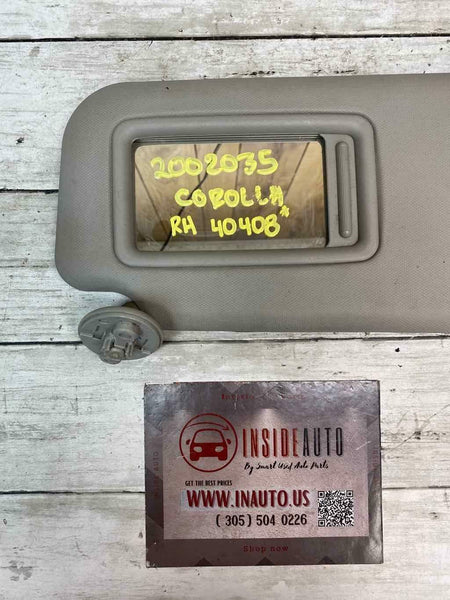 2002035
COROLLA
RH 40408*
INSIDEAUTO
By Smart Used Auto Parts
GET THE BEST PRICES
WWW.INAUTO.US
( 305) 504 0226
Shop now